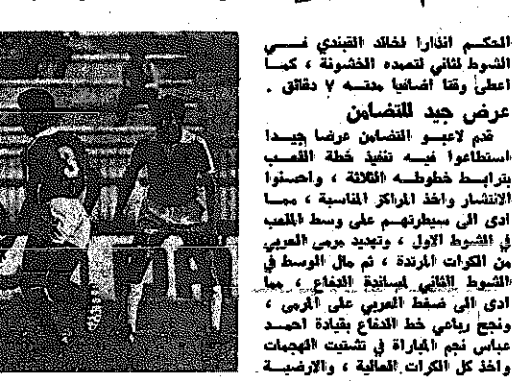 الحكم انذارا لخالد القبندي في
الشوط لثاني لتعمده الخشونة ، كما
اعطى وقتا اضافيا مدته ٧ دقائق .
عرض جيد للتضامن
قدم لاعبو التضامن عرضا جيدا
استطاعوا فيه تنفيذ خطة اللعب
بترابط خطوطه الثلاثة ، واحسنوا
الانتشار واخذ المراكز المناسبة ، مما
ادى الى سيطرتهم على وسط الملعب
في الشوط الاول ، وتهديد مرمى العربي
من الكرات المرتدة ، ثم مال الوسط في
الشوط الثاني لمساندة الدفاع ، مما
ادى الى ضغط العربي على المرمى ،
ونجح رباعي خط الدفاع بقيادة احمد
عباس نجم المباراة في تشتيت الهجمات
واخذ كل الكرات العالية ، والارضية
3